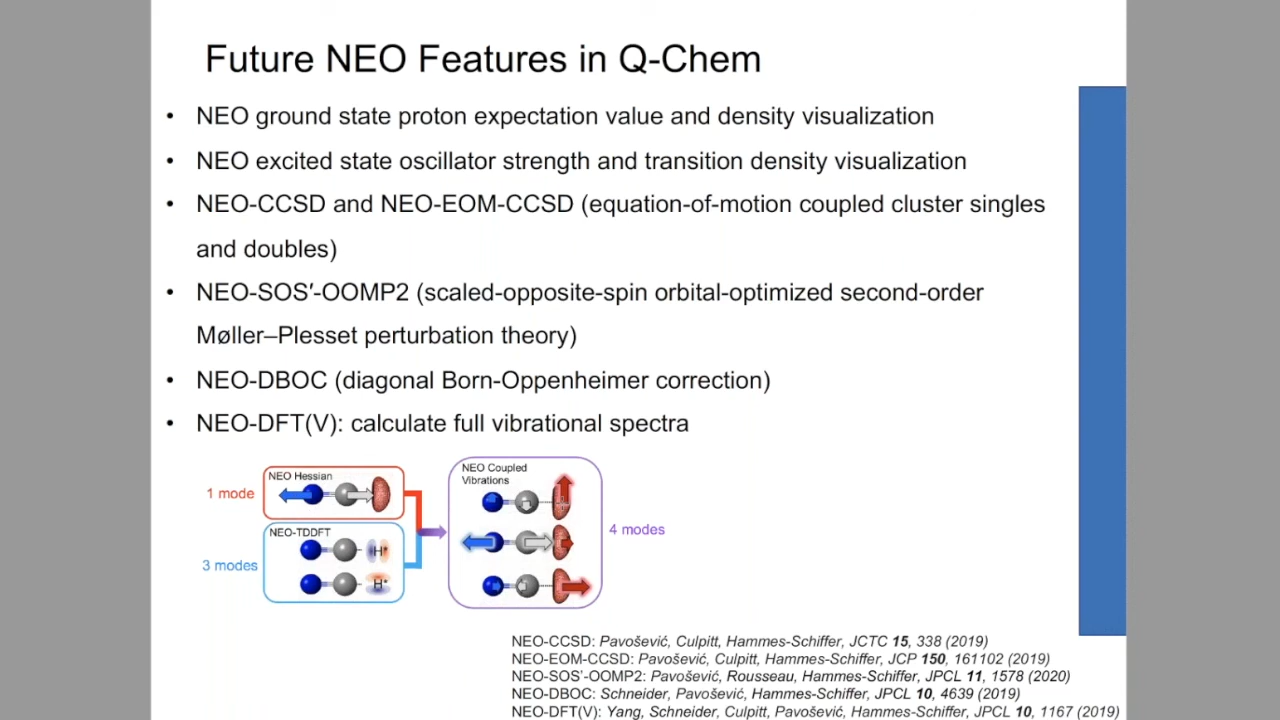 Future NEO Features in Q-Chem
• NEO ground state proton expectation value and density visualization
• NEO excited state oscillator strength and transition density visualization
• NEO-CCSD and NEO-EOM-CCSD (equation-of-motion coupled cluster singles
and doubles)
• NEO-SOS′-OOMP2 (scaled-opposite-spin orbital-optimized second-order
Møller–Plesset perturbation theory)
• NEO-DBOC (diagonal Born-Oppenheimer correction)
• NEO-DFT(V): calculate full vibrational spectra
1 mode
NEO Hessian
3 modes
NEO-TDDFT
H
H
NEO Coupled
Vibrations
4 modes
NEO-CCSD: Pavošević, Culpitt, Hammes-Schiffer, JCTC 15, 338 (2019)
NEO-EOM-CCSD: Pavošević, Culpitt, Hammes-Schiffer, JCP 150, 161102 (2019)
NEO-SOS'-OOMP2: Pavošević, Rousseau, Hammes-Schiffer, JPCL 11, 1578 (2020)
NEO-DBOC: Schneider, Pavošević, Hammes-Schiffer, JPCL 10, 4639 (2019)
NEO-DFT(V): Yang, Schneider, Culpitt, Pavošević, Hammes-Schiffer, JPCL 10, 1167 (2019)